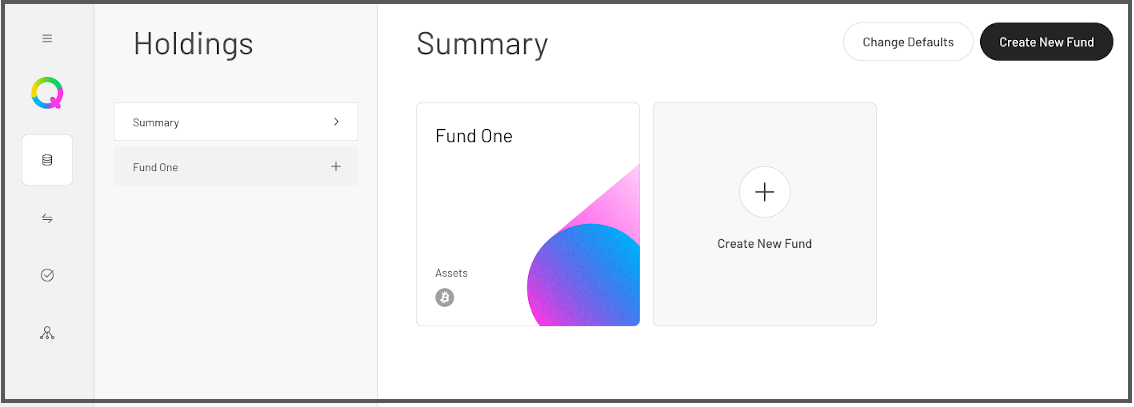 Holdings
Summary
Fund One
Summary
Change Defaults
Create New Fund
Fund One
Assets
Create New Fund